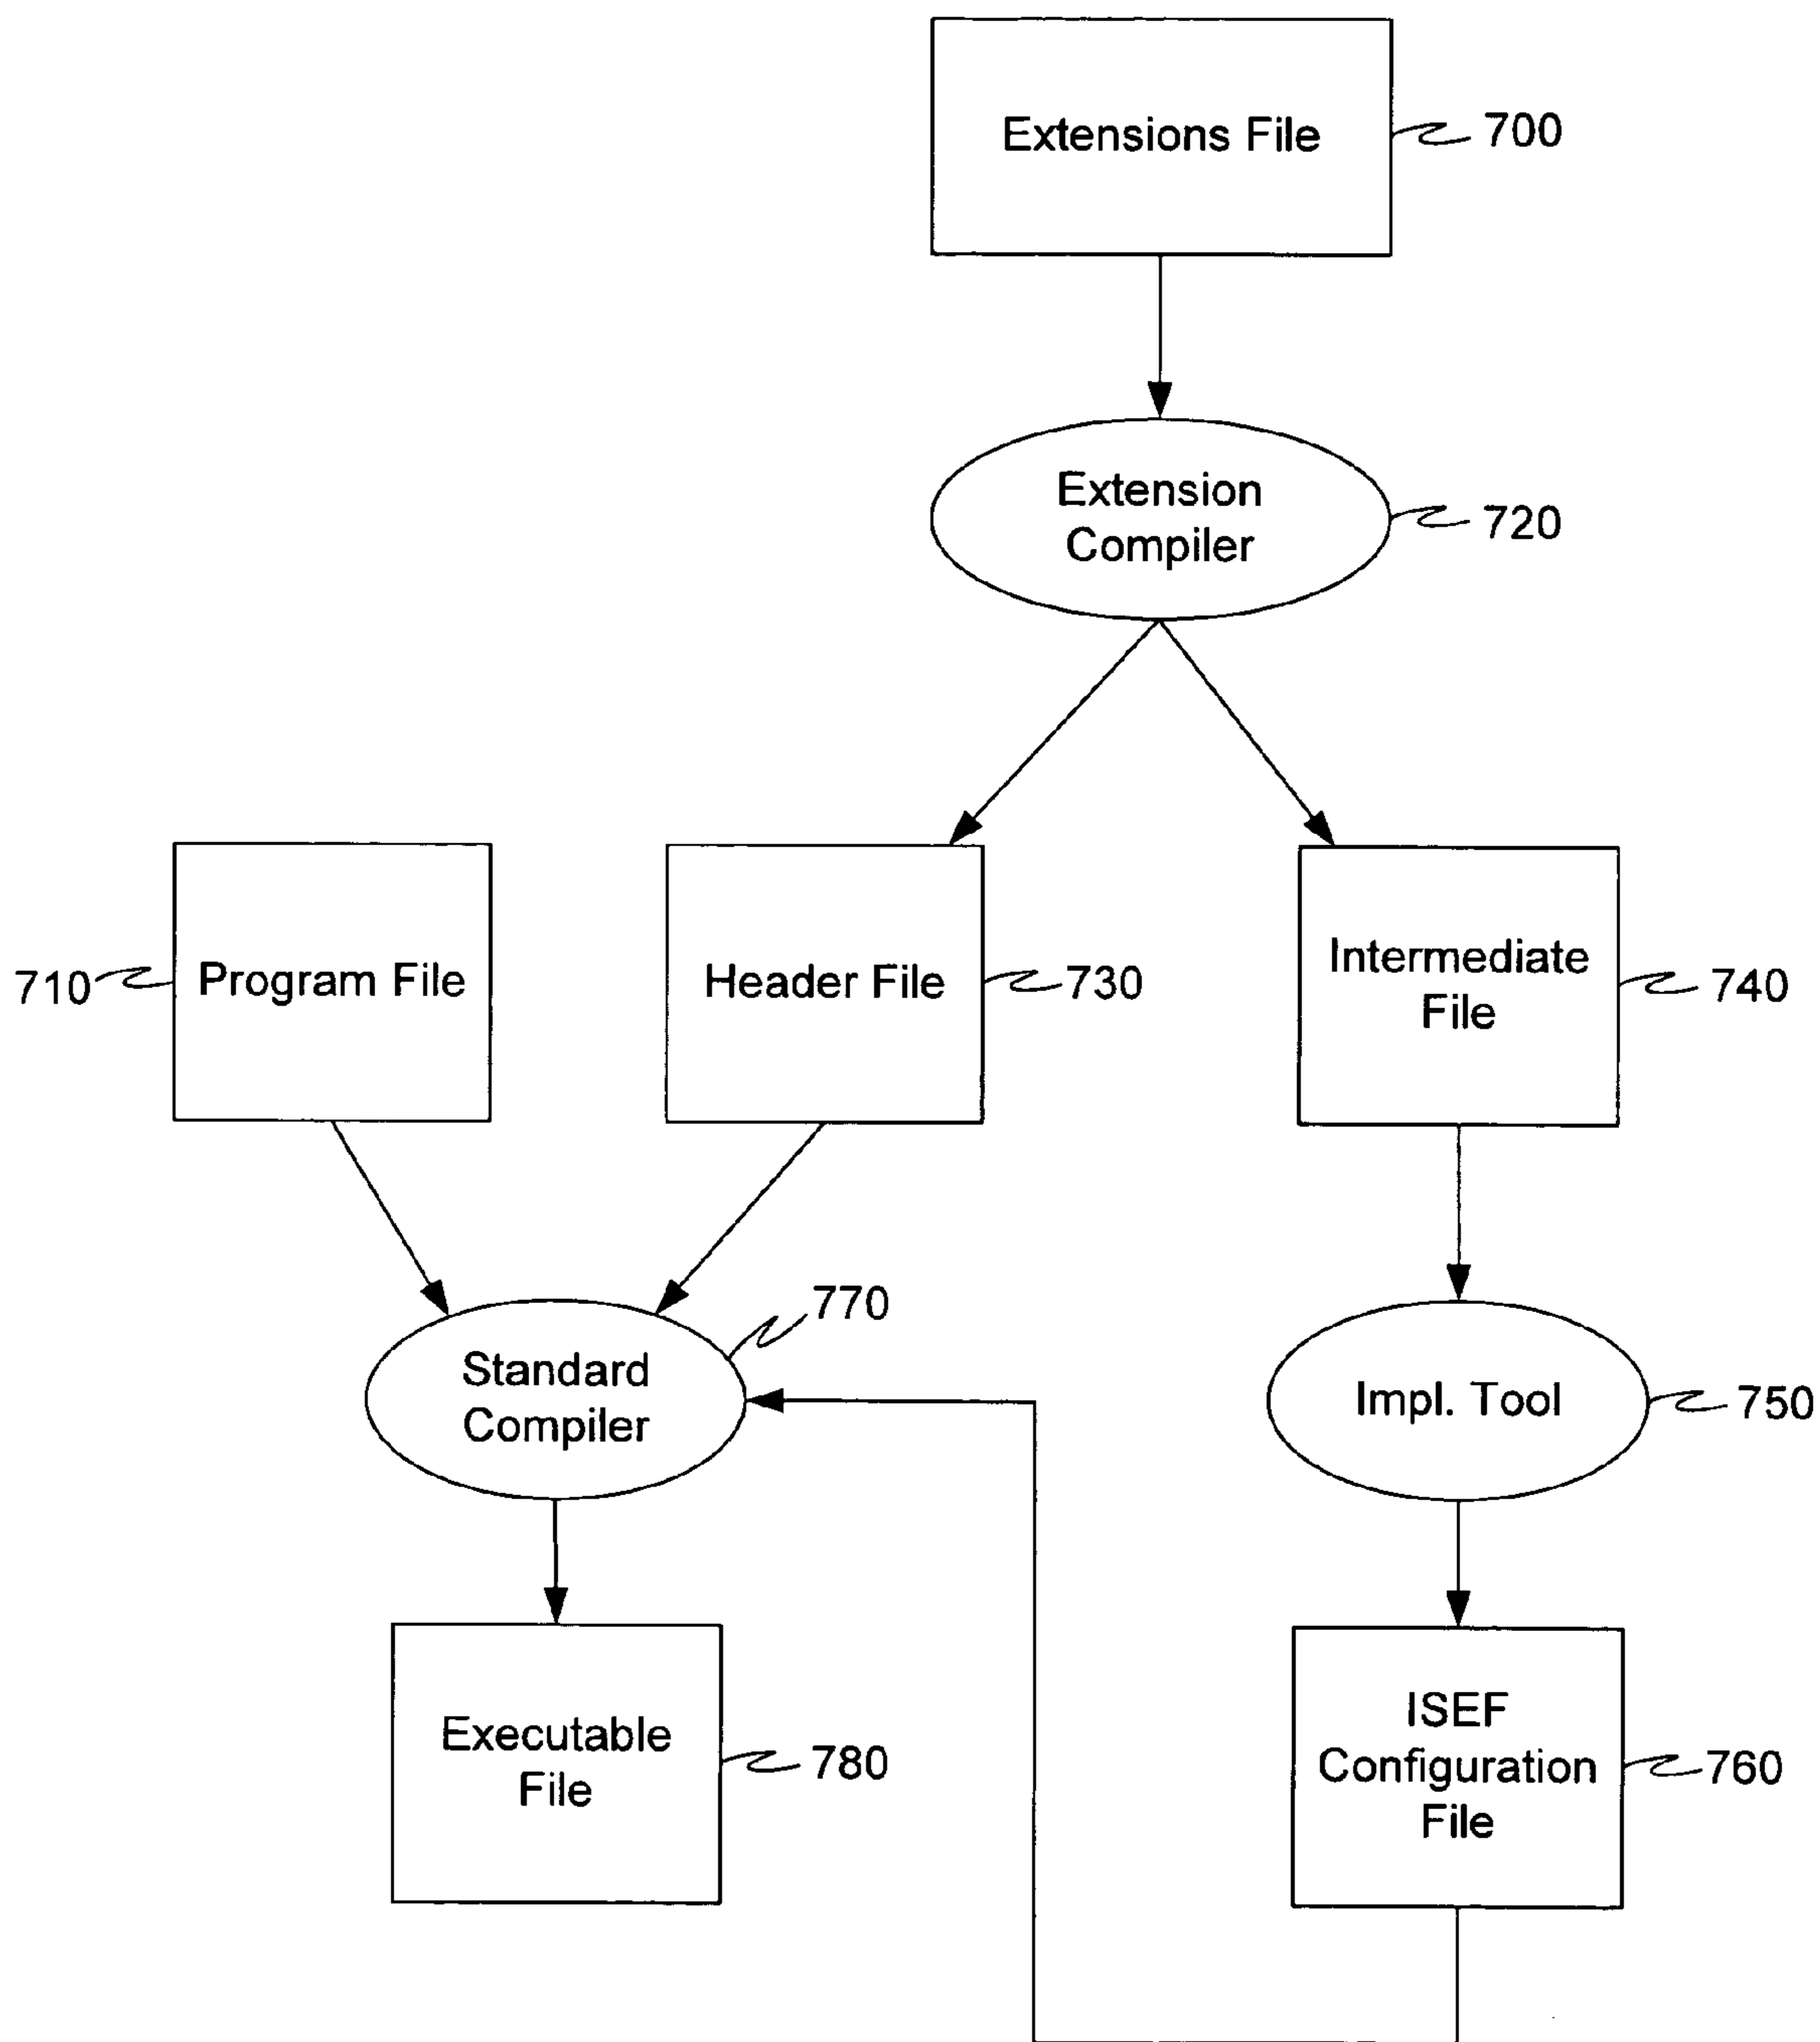 Extensions File
700
Extension
Compiler
720
710
Program File
Header File
730
Intermediate
File
740
770
Standard
Compiler
Impl. Tool
750
Executable
File
780
ISEF
Configuration
File
760